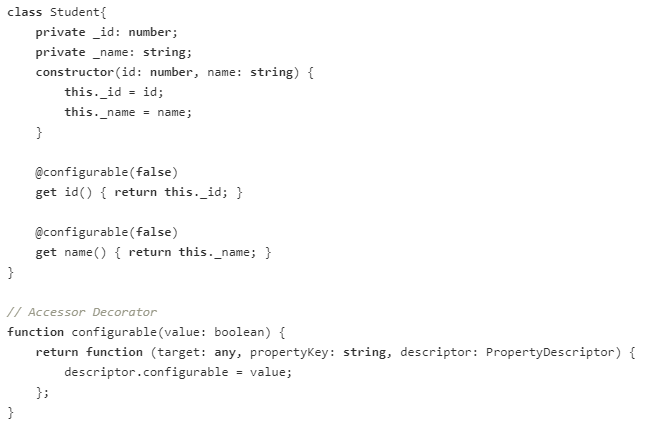 class Student{
    private _id: number;
    private _name: string;
    constructor(id: number, name: string) {
        this._id = id;
        this._name = name;
    }

    @configurable(false)
    get id() { return this._id; }

    @configurable(false)
    get name() { return this._name; }
}

// Accessor Decorator
function configurable(value: boolean) {
    return function (target: any, propertyKey: string, descriptor: PropertyDescriptor) {
        descriptor.configurable = value;
    };
}